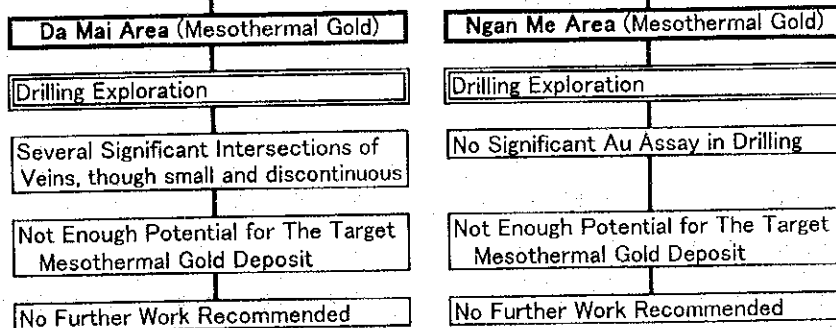 Da Mai Area (Mesothermal Gold)
Drilling Exploration
Several Significant Intersections of
Veins, though small and discontinuous
Not Enough Potential for The Target
Mesothermal Gold Deposit
No Further Work Recommended
Ngan Me Area (Mesothermal Gold)
Drilling Exploration
No Significant Au Assay in Drilling
Not Enough Potential for The Target
Mesothermal Gold Deposit
No Further Work Recommended